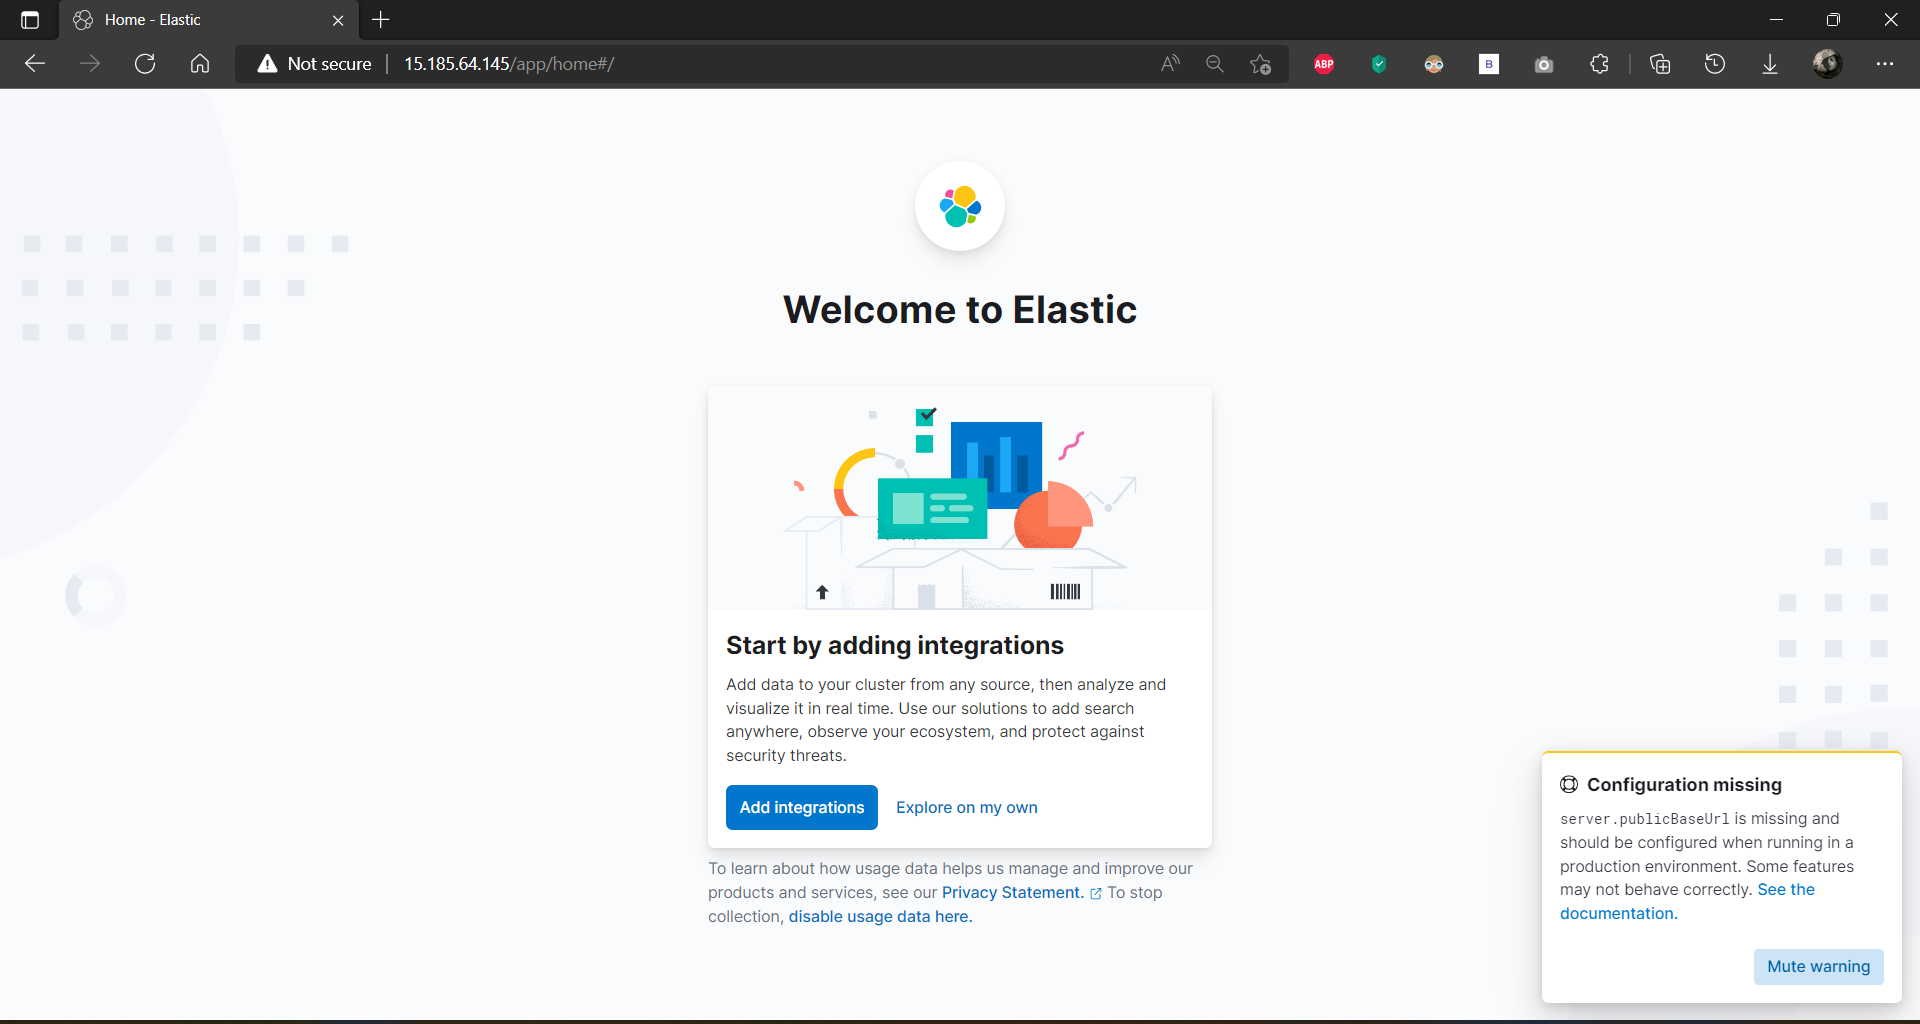 Home - Elastic
Not secure
15.185.64.145/app/home#/
ABP
B
Welcome to Elastic
Start by adding integrations
Add data to your cluster from any source, then analyze and
visualize it in real time. Use our solutions to add search
anywhere, observe your ecosystem, and protect against
security threats.
Add integrations
Explore on my own
To learn about how usage data helps us manage and improve our
products and services, see our Privacy Statement. To stop
collection, disable usage data here.
Configuration missing
server.publicBaseUrl is missing and
should be configured when running in a
production environment. Some features
may not behave correctly. See the
documentation.
Mute warning